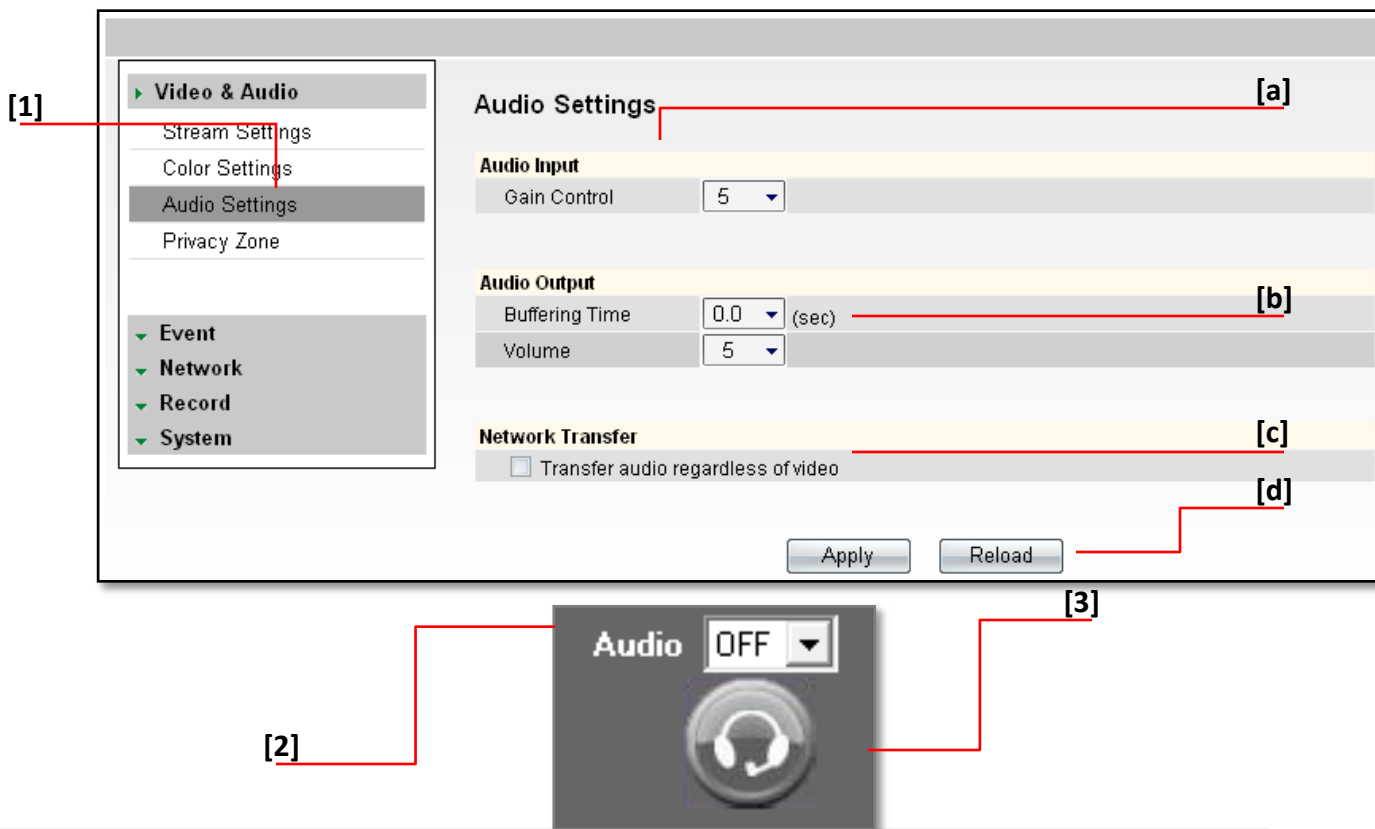 [1]
Video & Audio
Stream Settings
Color Settings
Audio Settings
Privacy Zone
Event
Network
Record
System
Audio Settings
[a]
Audio Input
Gain Control 5
Audio Output
Buffering Time 0.0 (sec)
[b]
Volume 5
Network Transfer
[c]
Transfer audio regardless of video
[d]
Apply Reload
Audio OFF
[3]
[2]